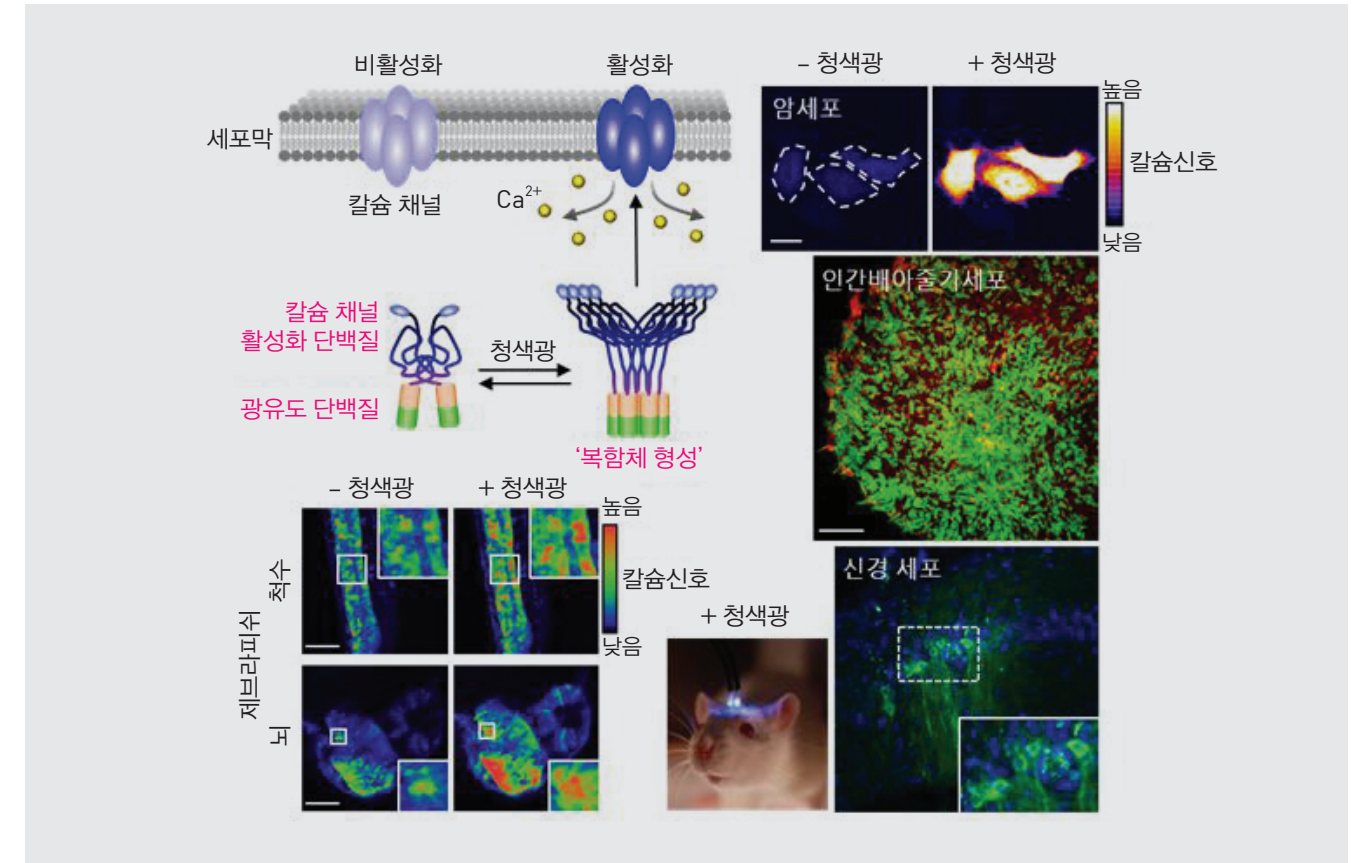 비활성화
활성화
세포막
칼슘 채널
Ca2+
칼슘 채널
활성화 단백질
광유도 단백질
청색광
'복합체 형성'
– 청색광
+ 청색광
암세포
높음
칼슘신호
낮음
인간배아줄기세포
신경 세포
– 청색광
+ 청색광
높음
칼슘신호
낮음
제브라피쉬
척수
뇌
+ 청색광